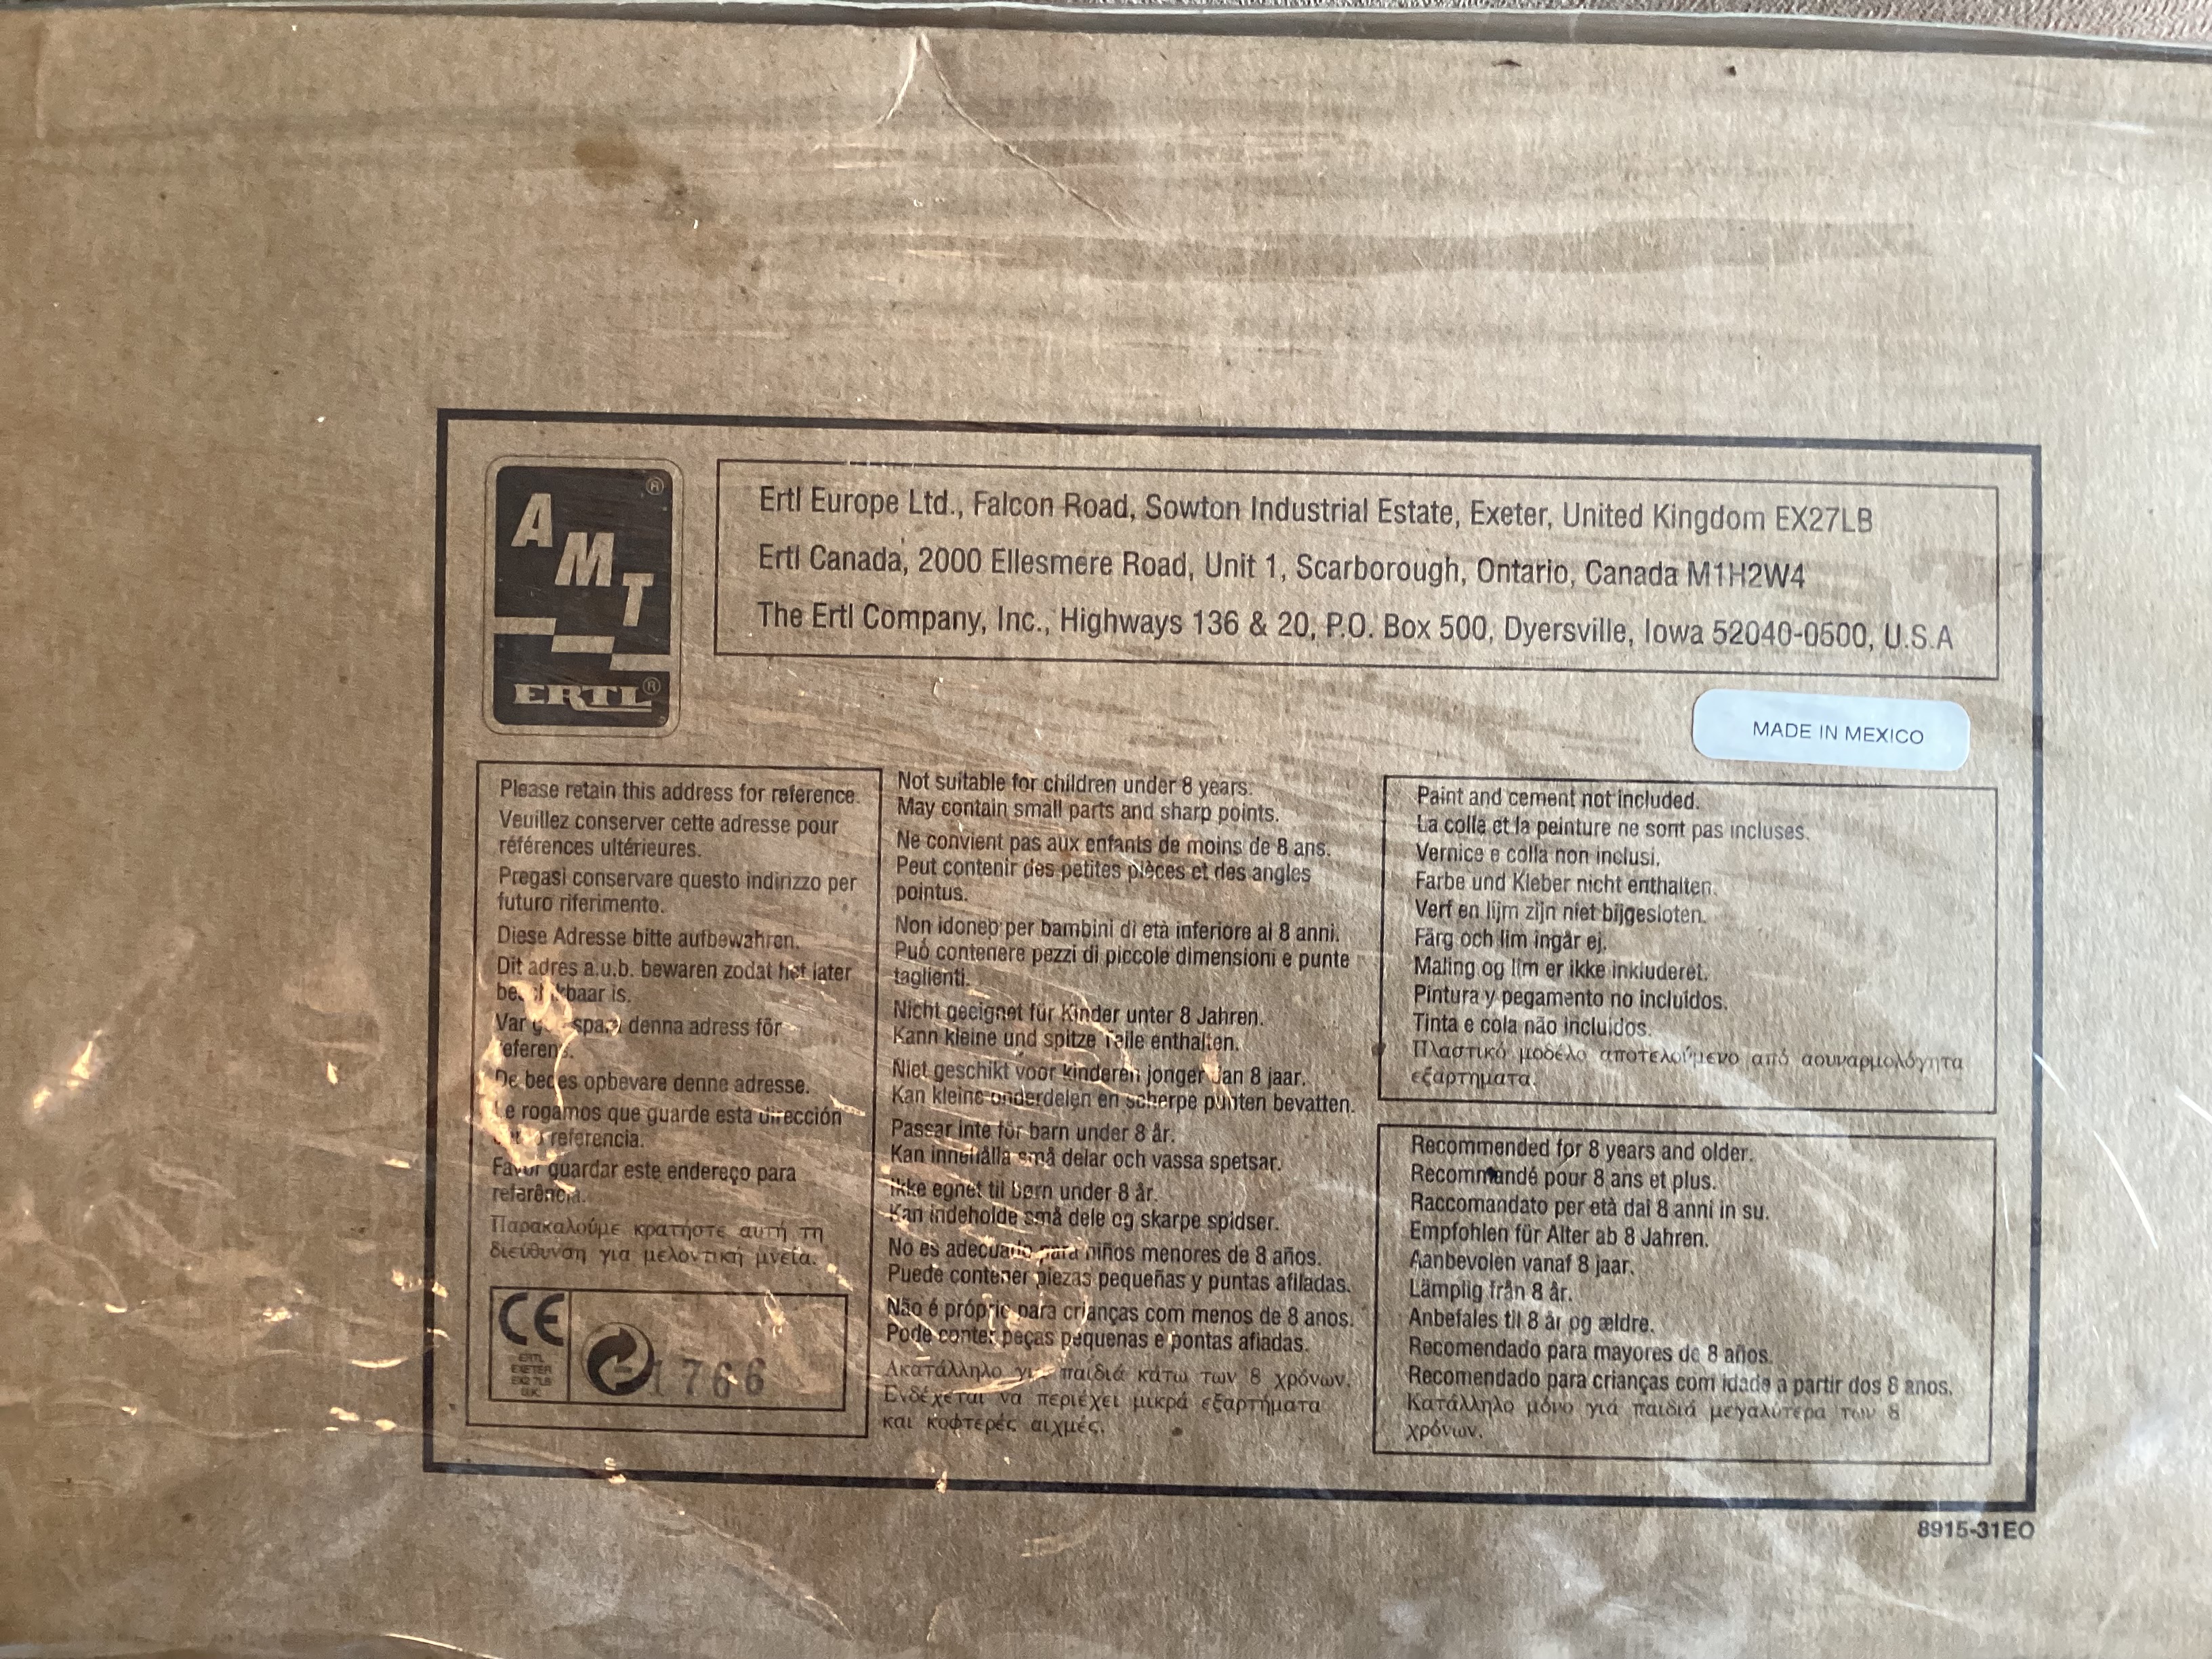 AMT®
ERTL®
Ertl Europe Ltd., Falcon Road, Sowton Industrial Estate, Exeter, United Kingdom EX27LB
Ertl Canada, 2000 Ellesmere Road, Unit 1, Scarborough, Ontario, Canada M1H2W4
The Ertl Company, Inc., Highways 136 & 20, P.O. Box 500, Dyersville, Iowa 52040-0500, U.S.A
MADE IN MEXICO
Please retain this address for reference.
Veuillez conserver cette adresse pour
références ultérieures.
Pregasi conservare questo indirizzo per
futuro riferimento.
Diese Adresse bitte aufbewahren.
Dit adres a.u.b. bewaren zodat het later
is.
Var denna adress för
referens.
De bedes opbevare denne adresse.
Le rogamos que guarde esta dirección
referencia.
Favor guardar este endereço para
referência.
Παρακαλούμε κρατήστε αυτή τη
διεύθυνση για μελοντική μνεία.
CE
ERTL
EXETER
EX2 7LB
U.K.
1766
Not suitable for children under 8 years.
May contain small parts and sharp points.
Ne convient pas aux enfants de moins de 8 ans.
Peut contenir des petites pièces et des angles
pointus.
Non idoneo per bambini di età inferiore ai 8 anni.
Puó contenere pezzi di piccole dimensioni e punte
taglienti.
Nicht geeignet für Kinder unter 8 Jahren.
Kann kleine und spitze Teile enthalten.
Niet geschikt voor kinderen jonger dan 8 jaar.
Kan kleine onderdelen en scherpe punten bevatten.
Passar inte för barn under 8 år.
Kan innehålla små delar och vassa spetsar.
Ikke egnet til børn under 8 år.
Kan indeholde små dele og skarpe spidser.
No es adecuado para niños menores de 8 años.
Puede contener piezas pequeñas y puntas afiladas.
Não é próprio para crianças com menos de 8 anos.
Pode conter peças pequenas e pontas afiadas.
Ακατάλληλο για παιδιά κάτω των 8 χρόνων.
Ενδέχεται να περιέχει μικρά εξαρτήματα
και κοφτερές αιχμές.
Paint and cement not included.
La colle et la peinture ne sont pas incluses.
Vernice e colla non inclusi.
Farbe und Kleber nicht enthalten.
Verf en lijm zijn niet bijgesloten.
Färg och lim ingår ej.
Maling og lim er ikke inkluderet.
Pintura y pegamento no incluidos.
Tinta e cola não incluídos.
Πλαστικό μοδέλο αποτελούμενο από αουναρμολόγητα
εξαρτηματα.
Recommended for 8 years and older.
Recommandé pour 8 ans et plus.
Raccomandato per età dai 8 anni in su.
Empfohlen für Alter ab 8 Jahren.
Aanbevolen vanaf 8 jaar.
Lämplig från 8 år.
Anbefales til 8 år og ældre.
Recomendado para mayores de 8 años.
Recomendado para crianças com idade a partir dos 8 anos.
Κατάλληλο μόνο γιά παιδιά μεγαλύτερα των 8
χρόνων.
8915-31EO